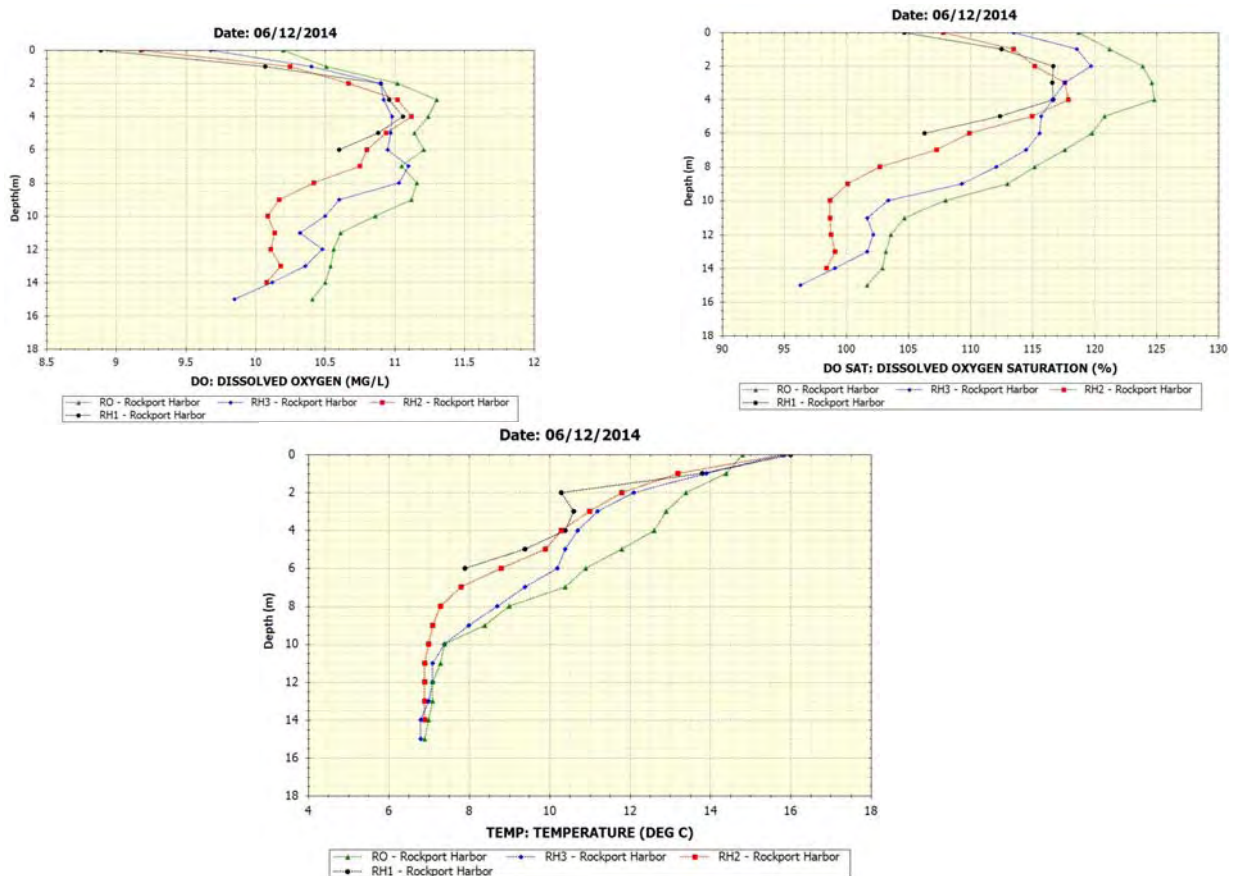 Date: 06/12/2014
0
2
4
6
8
10
12
14
16
18
Depth(m)
8.5 9 9.5 10 10.5 11 11.5 12
DO: DISSOLVED OXYGEN (MG/L)
RO - Rockport Harbor RH3 - Rockport Harbor RH2 - Rockport Harbor
RH1 - Rockport Harbor
Date: 06/12/2014
0
2
4
6
8
10
12
14
16
18
Depth(m)
90 95 100 105 110 115 120 125 130
DO SAT: DISSOLVED OXYGEN SATURATION (%)
RO - Rockport Harbor RH3 - Rockport Harbor RH2 - Rockport Harbor
RH1 - Rockport Harbor
Date: 06/12/2014
0
2
4
6
8
10
12
14
16
18
Depth (m)
4 6 8 10 12 14 16 18
TEMP: TEMPERATURE (DEG C)
RO - Rockport Harbor RH3 - Rockport Harbor RH2 - Rockport Harbor
RH1 - Rockport Harbor